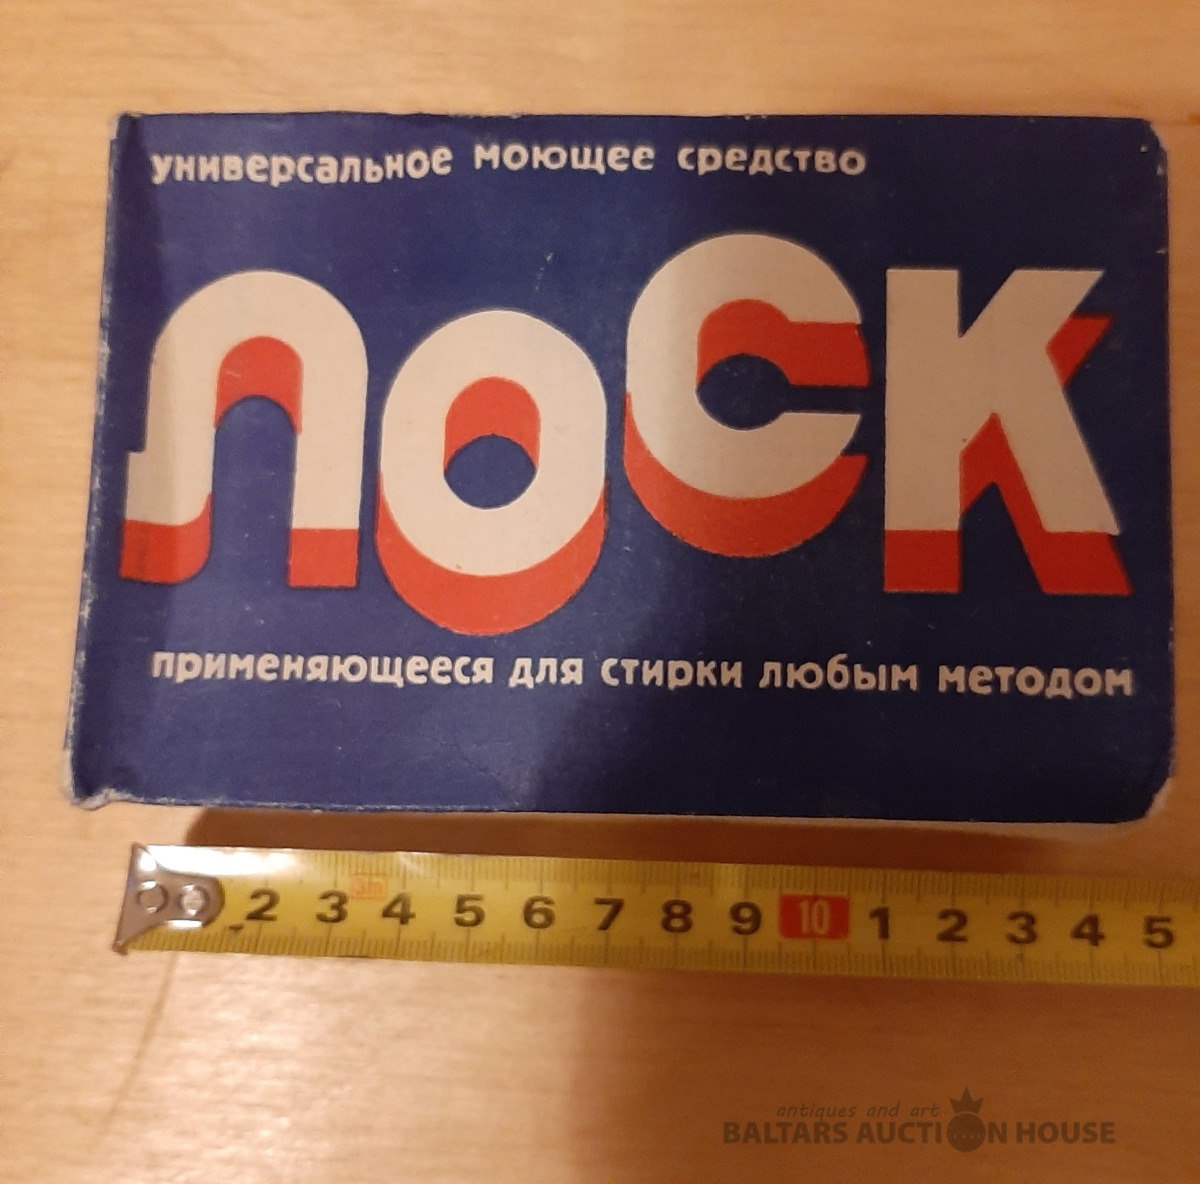 универсальное моющее средство
ЛОСК
применяющееся для стирки любым методом
3m
2 3 4 5 6 7 8 9 10 1 2 3 4 5
antiques and art
BALTARS AUCTION HOUSE